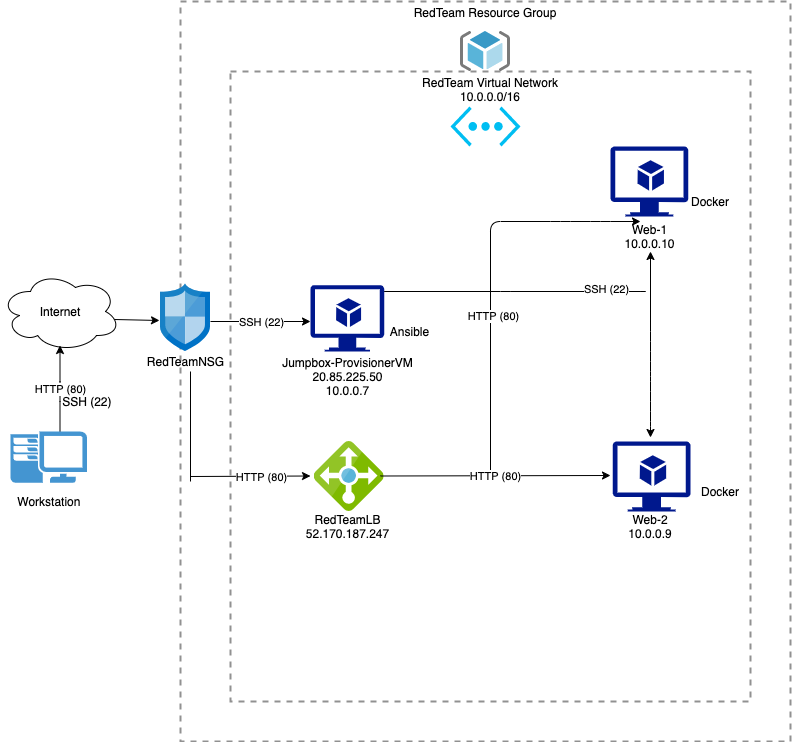 RedTeam Resource Group
RedTeam Virtual Network
10.0.0.0/16
Docker
Web-1
10.0.0.10
SSH (22)
Internet
SSH (22)
HTTP (80)
Ansible
RedTeamNSG
Jumpbox-ProvisionerVM
20.85.225.50
10.0.0.7
HTTP (80)
SSH (22)
HTTP (80)
HTTP (80)
Docker
Workstation
RedTeamLB
52.170.187.247
Web-2
10.0.0.9